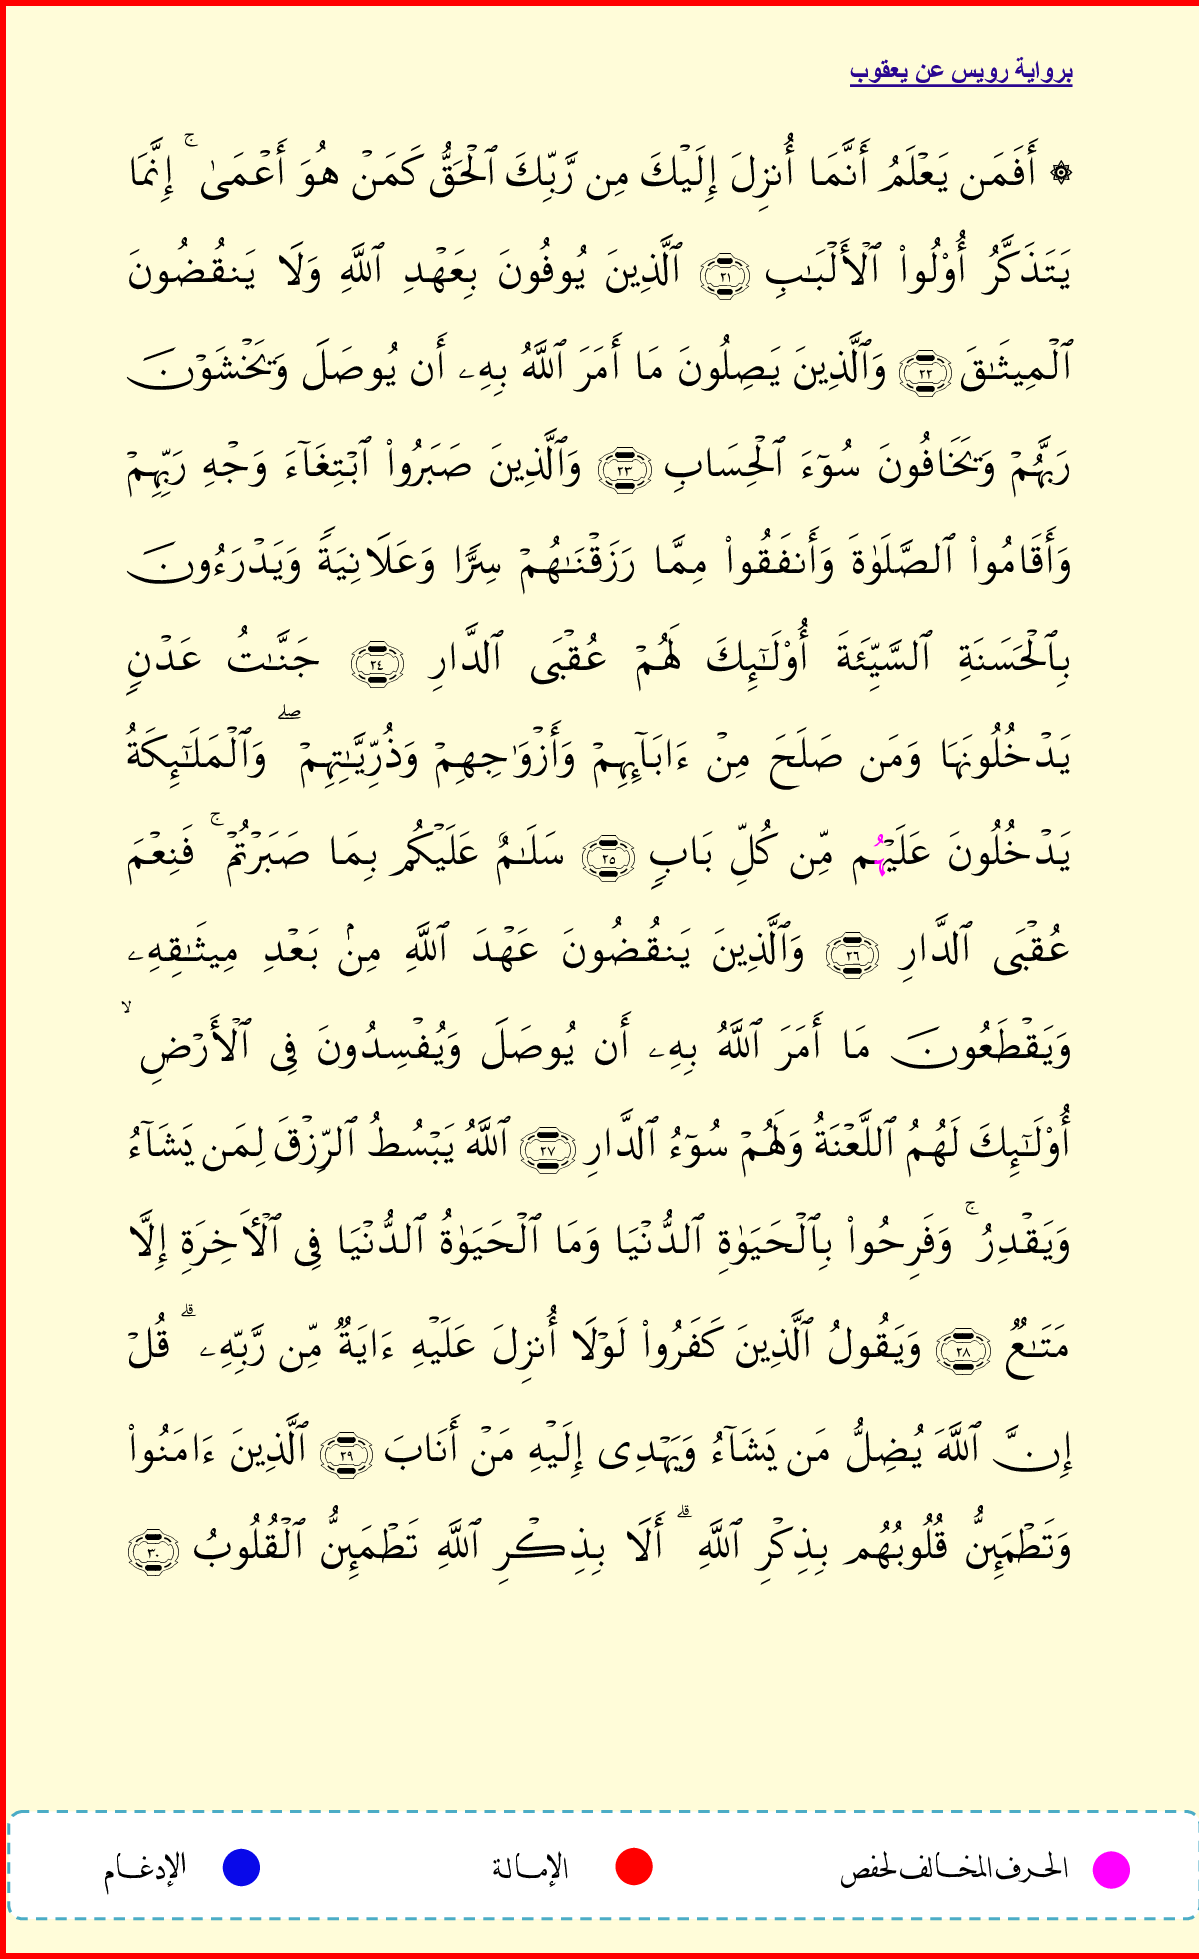 برواية رويس عن يعقوب
۞ أَفَمَن يَعۡلَمُ أَنَّمَا أُنزِلَ إِلَيۡكَ مِن رَّبِّكَ ٱلۡحَقُّ كَمَنۡ هُوَ أَعۡمَىٰۚ إِنَّمَا
يَتَذَكَّرُ أُوْلُواْ ٱلۡأَلۡبَٰبِ ٢١ ٱلَّذِينَ يُوفُونَ بِعَهۡدِ ٱللَّهِ وَلَا يَنقُضُونَ
ٱلۡمِيثَٰقَ ٢٢ وَٱلَّذِينَ يَصِلُونَ مَا أَمَرَ ٱللَّهُ بِهِۦ أَن يُوصَلَ وَيَخۡشَوۡنَ
رَبَّهُمۡ وَيَخَافُونَ سُوٓءَ ٱلۡحِسَابِ ٢٣ وَٱلَّذِينَ صَبَرُواْ ٱبۡتِغَآءَ وَجۡهِ رَبِّهِمۡ
وَأَقَامُواْ ٱلصَّلَوٰةَ وَأَنفَقُواْ مِمَّا رَزَقۡنَٰهُمۡ سِرّٗا وَعَلَانِيَةٗ وَيَدۡرَءُونَ
بِٱلۡحَسَنَةِ ٱلسَّيِّئَةَ أُوْلَٰٓئِكَ لَهُمۡ عُقۡبَى ٱلدَّارِ ٢٤ جَنَّٰتُ عَدۡنٖ
يَدۡخُلُونَهَا وَمَن صَلَحَ مِنۡ ءَابَآئِهِمۡ وَأَزۡوَٰجِهِمۡ وَذُرِّيَّٰتِهِمۡۖ وَٱلۡمَلَٰٓئِكَةُ
يَدۡخُلُونَ عَلَيۡهُم مِّن كُلِّ بَابٖ ٢٥ سَلَٰمٌ عَلَيۡكُم بِمَا صَبَرۡتُمۡۚ فَنِعۡمَ
عُقۡبَى ٱلدَّارِ ٢٦ وَٱلَّذِينَ يَنقُضُونَ عَهۡدَ ٱللَّهِ مِنۢ بَعۡدِ مِيثَٰقِهِۦ
وَيَقۡطَعُونَ مَا أَمَرَ ٱللَّهُ بِهِۦ أَن يُوصَلَ وَيُفۡسِدُونَ فِي ٱلۡأَرۡضِۙ
أُوْلَٰٓئِكَ لَهُمُ ٱللَّعۡنَةُ وَلَهُمۡ سُوٓءُ ٱلدَّارِ ٢٧ ٱللَّهُ يَبۡسُطُ ٱلرِّزۡقَ لِمَن يَشَآءُ
وَيَقۡدِرُۚ وَفَرِحُواْ بِٱلۡحَيَوٰةِ ٱلدُّنۡيَا وَمَا ٱلۡحَيَوٰةُ ٱلدُّنۡيَا فِي ٱلۡأٓخِرَةِ إِلَّا
مَتَٰعٞ ٢٨ وَيَقُولُ ٱلَّذِينَ كَفَرُواْ لَوۡلَا أُنزِلَ عَلَيۡهِ ءَايَةٞ مِّن رَّبِّهِۦۗ قُلۡ
إِنَّ ٱللَّهَ يُضِلُّ مَن يَشَآءُ وَيَهۡدِي إِلَيۡهِ مَنۡ أَنَابَ ٢٩ ٱلَّذِينَ ءَامَنُواْ
وَتَطۡمَئِنُّ قُلُوبُهُم بِذِكۡرِ ٱللَّهِۗ أَلَا بِذِكۡرِ ٱللَّهِ تَطۡمَئِنُّ ٱلۡقُلُوبُ ٣٠
الحرف المخالف لحفص الإمالة الإدغام